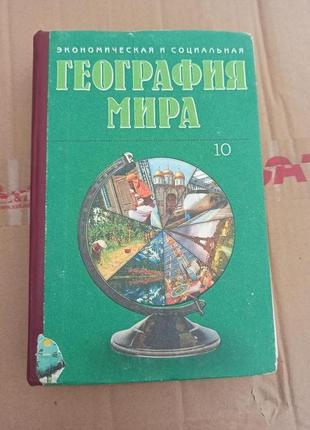 ЭКОНОМИЧЕСКАЯ И СОЦИАЛЬНАЯ
ГЕОГРАФИЯ
МИРА
10